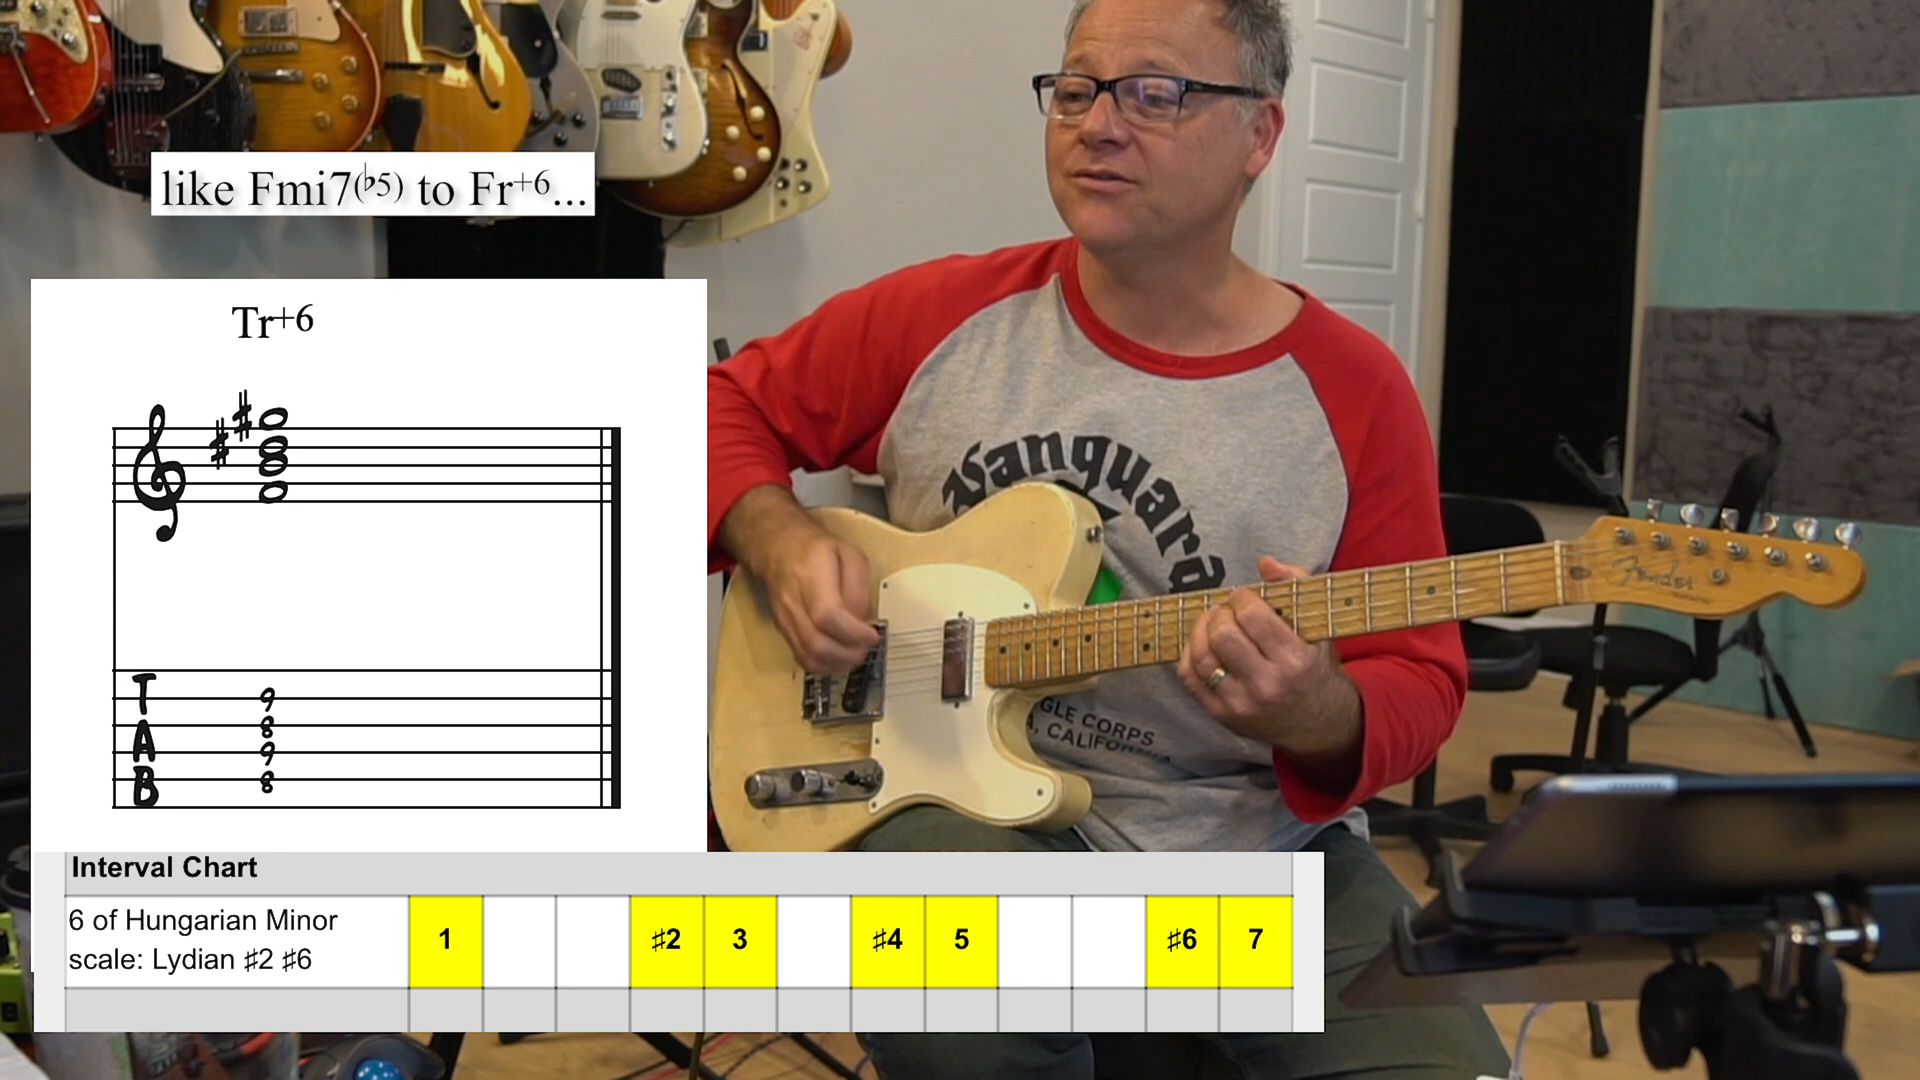 like Fmi7(♭5) to Fr+6...
Tr+6
T
A
B
9
8
9
8
Vanguard
GLE CORPS
A, CALIFORNIA
Fender
Interval Chart
6 of Hungarian Minor
scale: Lydian ♯2 ♯6
1 ♯2 3 ♯4 5 ♯6 7